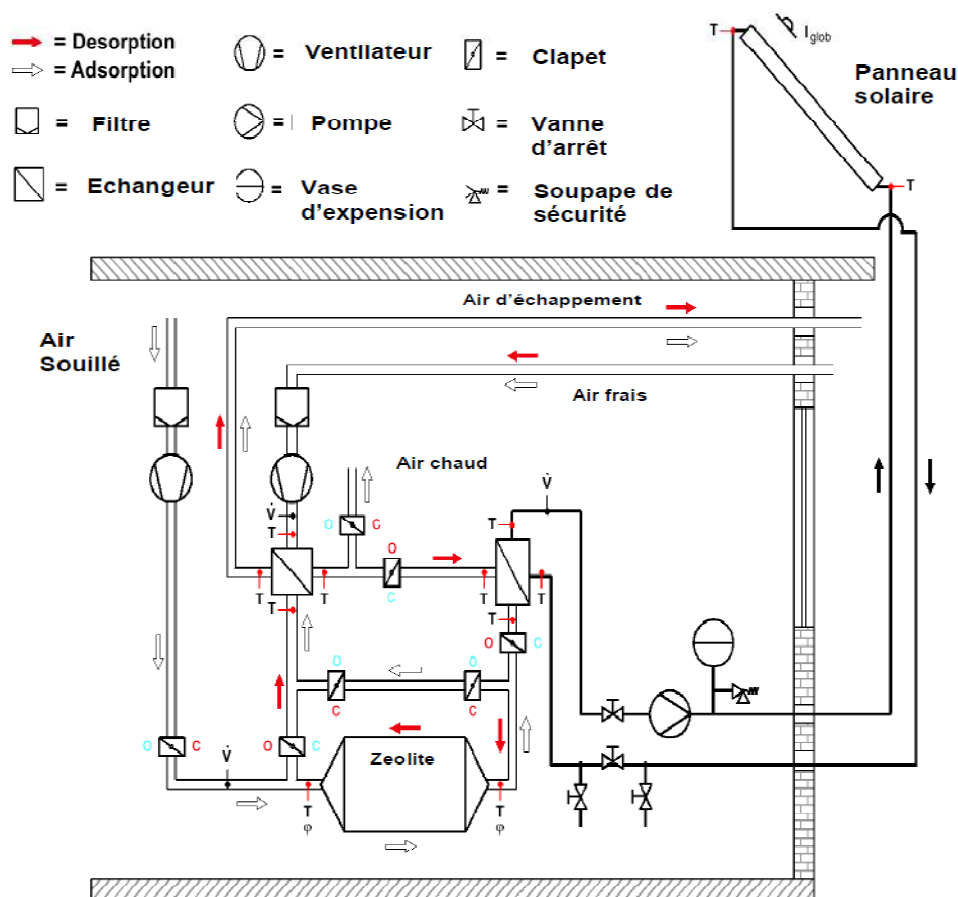 = Desorption
= Adsorption
= Ventilateur
= Clapet
= Filtre
= Pompe
= Vanne d'arrêt
= Echangeur
= Vase d'expension
= Soupape de sécurité
T
I glob
Panneau solaire
T
Air d'échappement
Air Souillé
Air frais
Air chaud
V̇
V̇
O
C
T
O
T
T
T
C
T
T
T
T
O
C
O
O
C
C
O
C
O
C
V̇
Zeolite
T
φ
T
φ